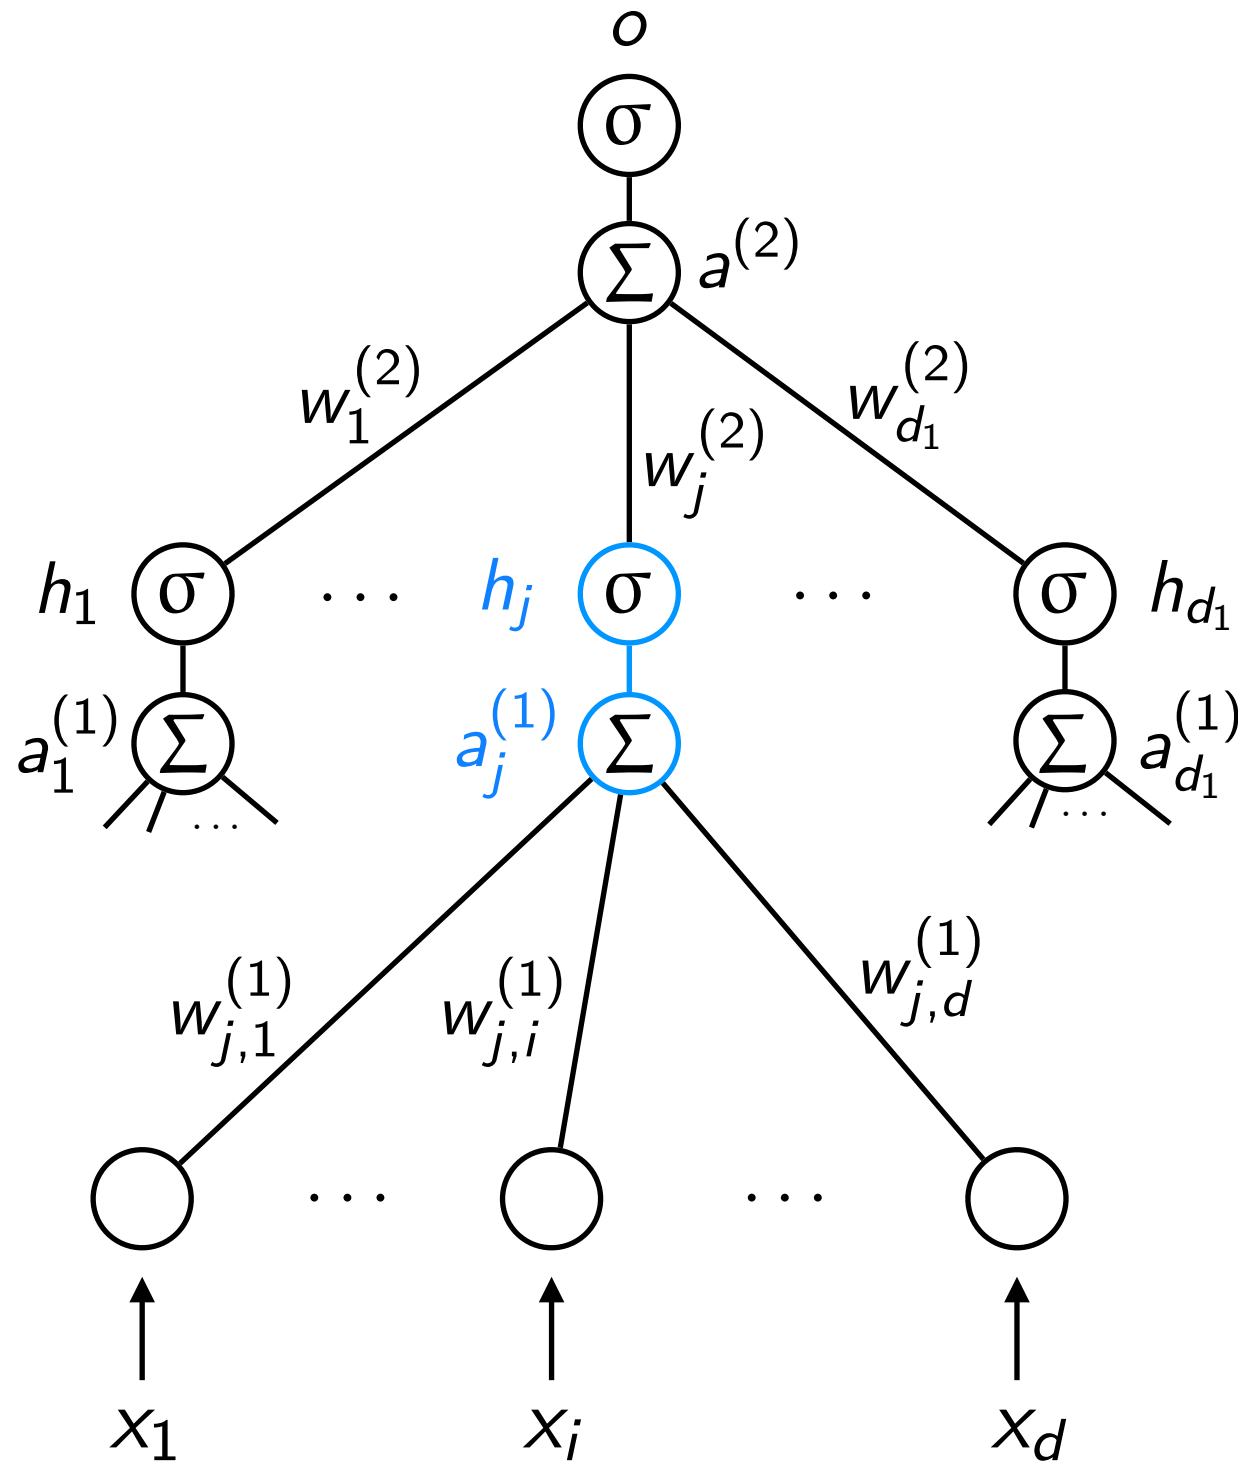 o
σ
Σ a^(2)
w_1^(2) w_j^(2) w_{d_1}^(2)
h_1 σ ... h_j σ ... σ h_{d_1}
a_1^(1) Σ a_j^(1) Σ Σ a_{d_1}^(1)
... ...
w_{j,1}^(1) w_{j,i}^(1) w_{j,d}^(1)
... ...
x_1 x_i x_d